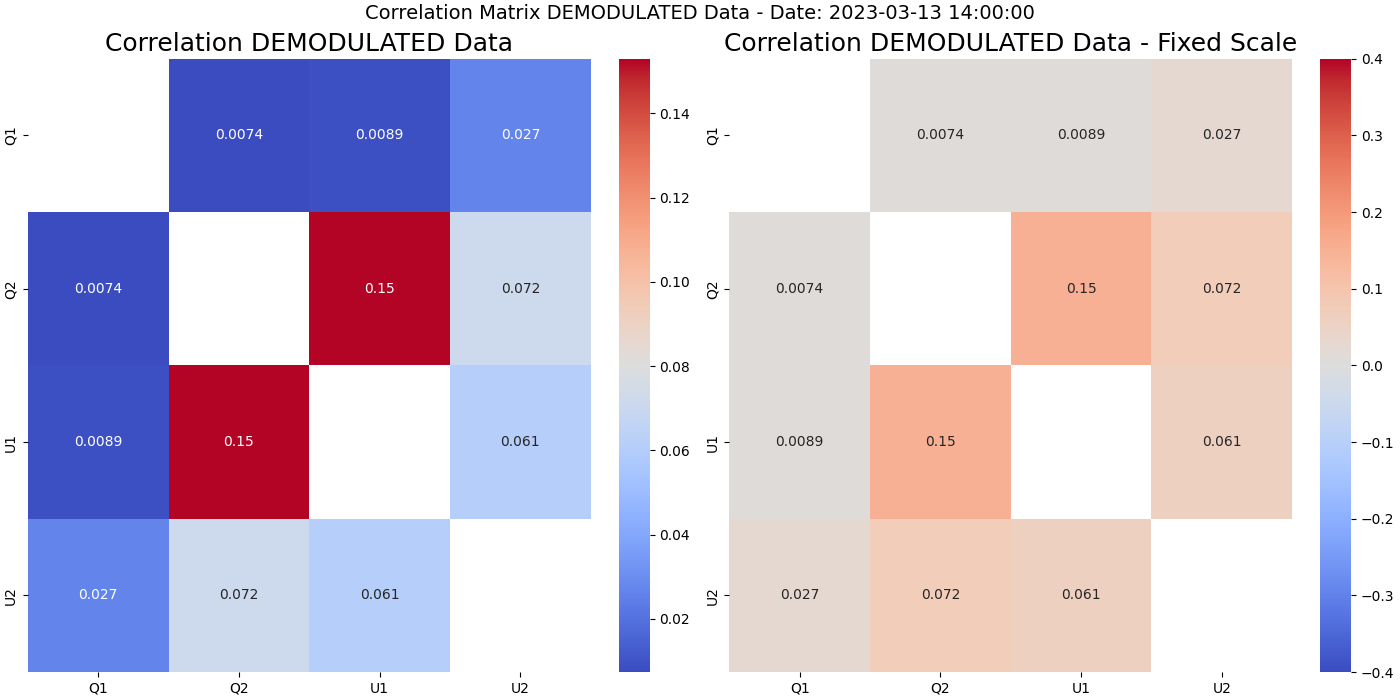 Correlation Matrix DEMODULATED Data - Date: 2023-03-13 14:00:00
Correlation DEMODULATED Data
Q1 0.0074 0.0089 0.027
Q2 0.0074 0.15 0.072
U1 0.0089 0.15 0.061
U2 0.027 0.072 0.061
Q1 Q2 U1 U2
0.14
0.12
0.10
0.08
0.06
0.04
0.02
Correlation DEMODULATED Data - Fixed Scale
Q1 0.0074 0.0089 0.027
Q2 0.0074 0.15 0.072
U1 0.0089 0.15 0.061
U2 0.027 0.072 0.061
Q1 Q2 U1 U2
0.4
0.3
0.2
0.1
0.0
−0.1
−0.2
−0.3
−0.4